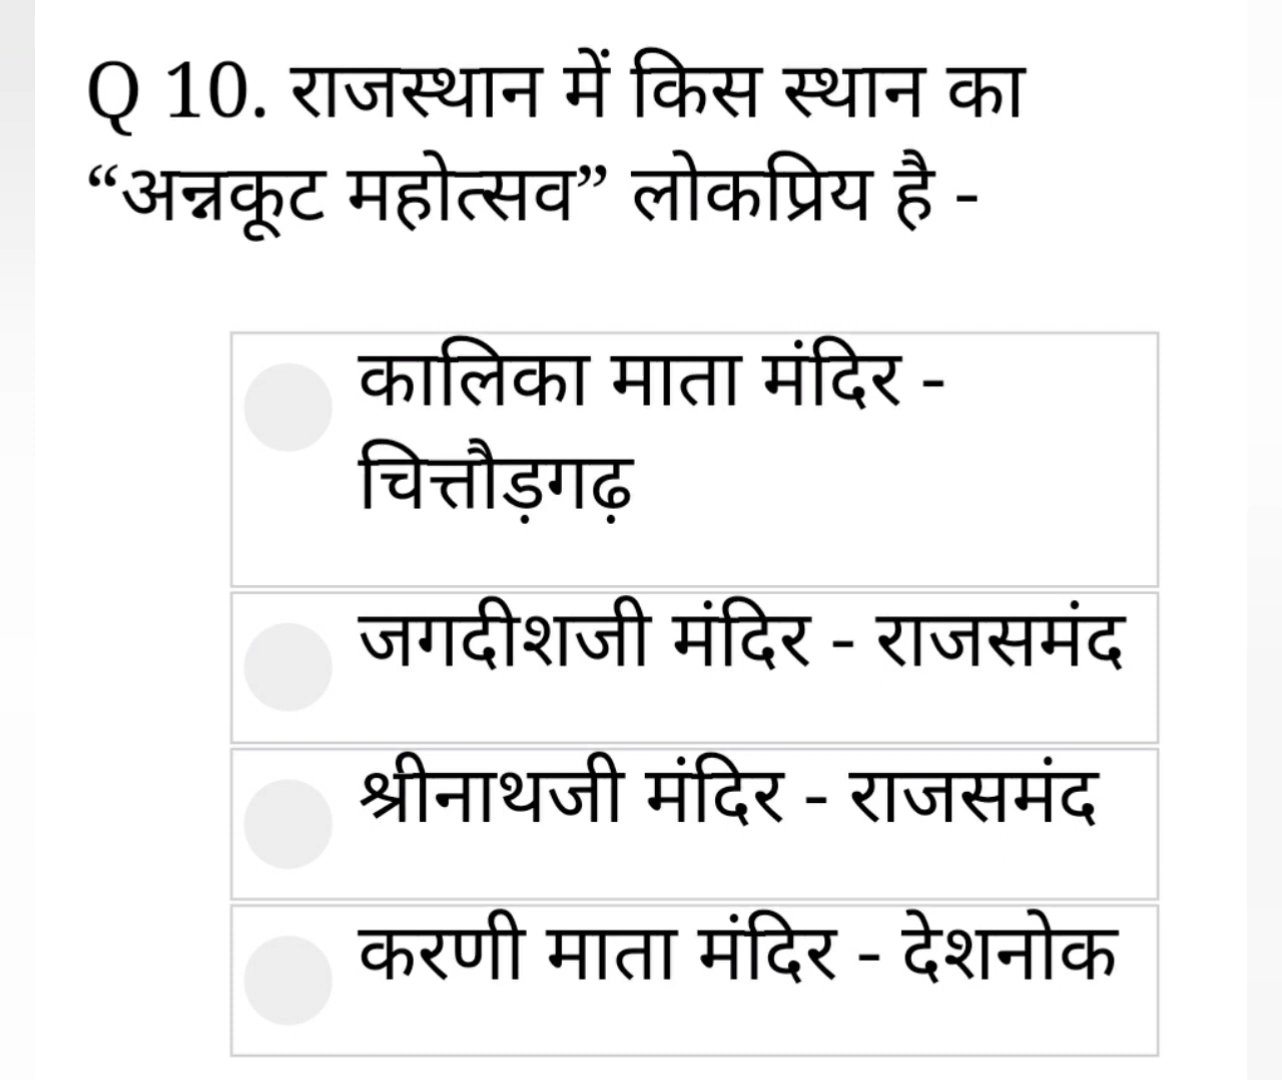 Q 10. राजस्थान में किस स्थान का
“अन्नकूट महोत्सव” लोकप्रिय है -
कालिका माता मंदिर -
चित्तौड़गढ़
जगदीशजी मंदिर - राजसमंद
श्रीनाथजी मंदिर - राजसमंद
करणी माता मंदिर - देशनोक